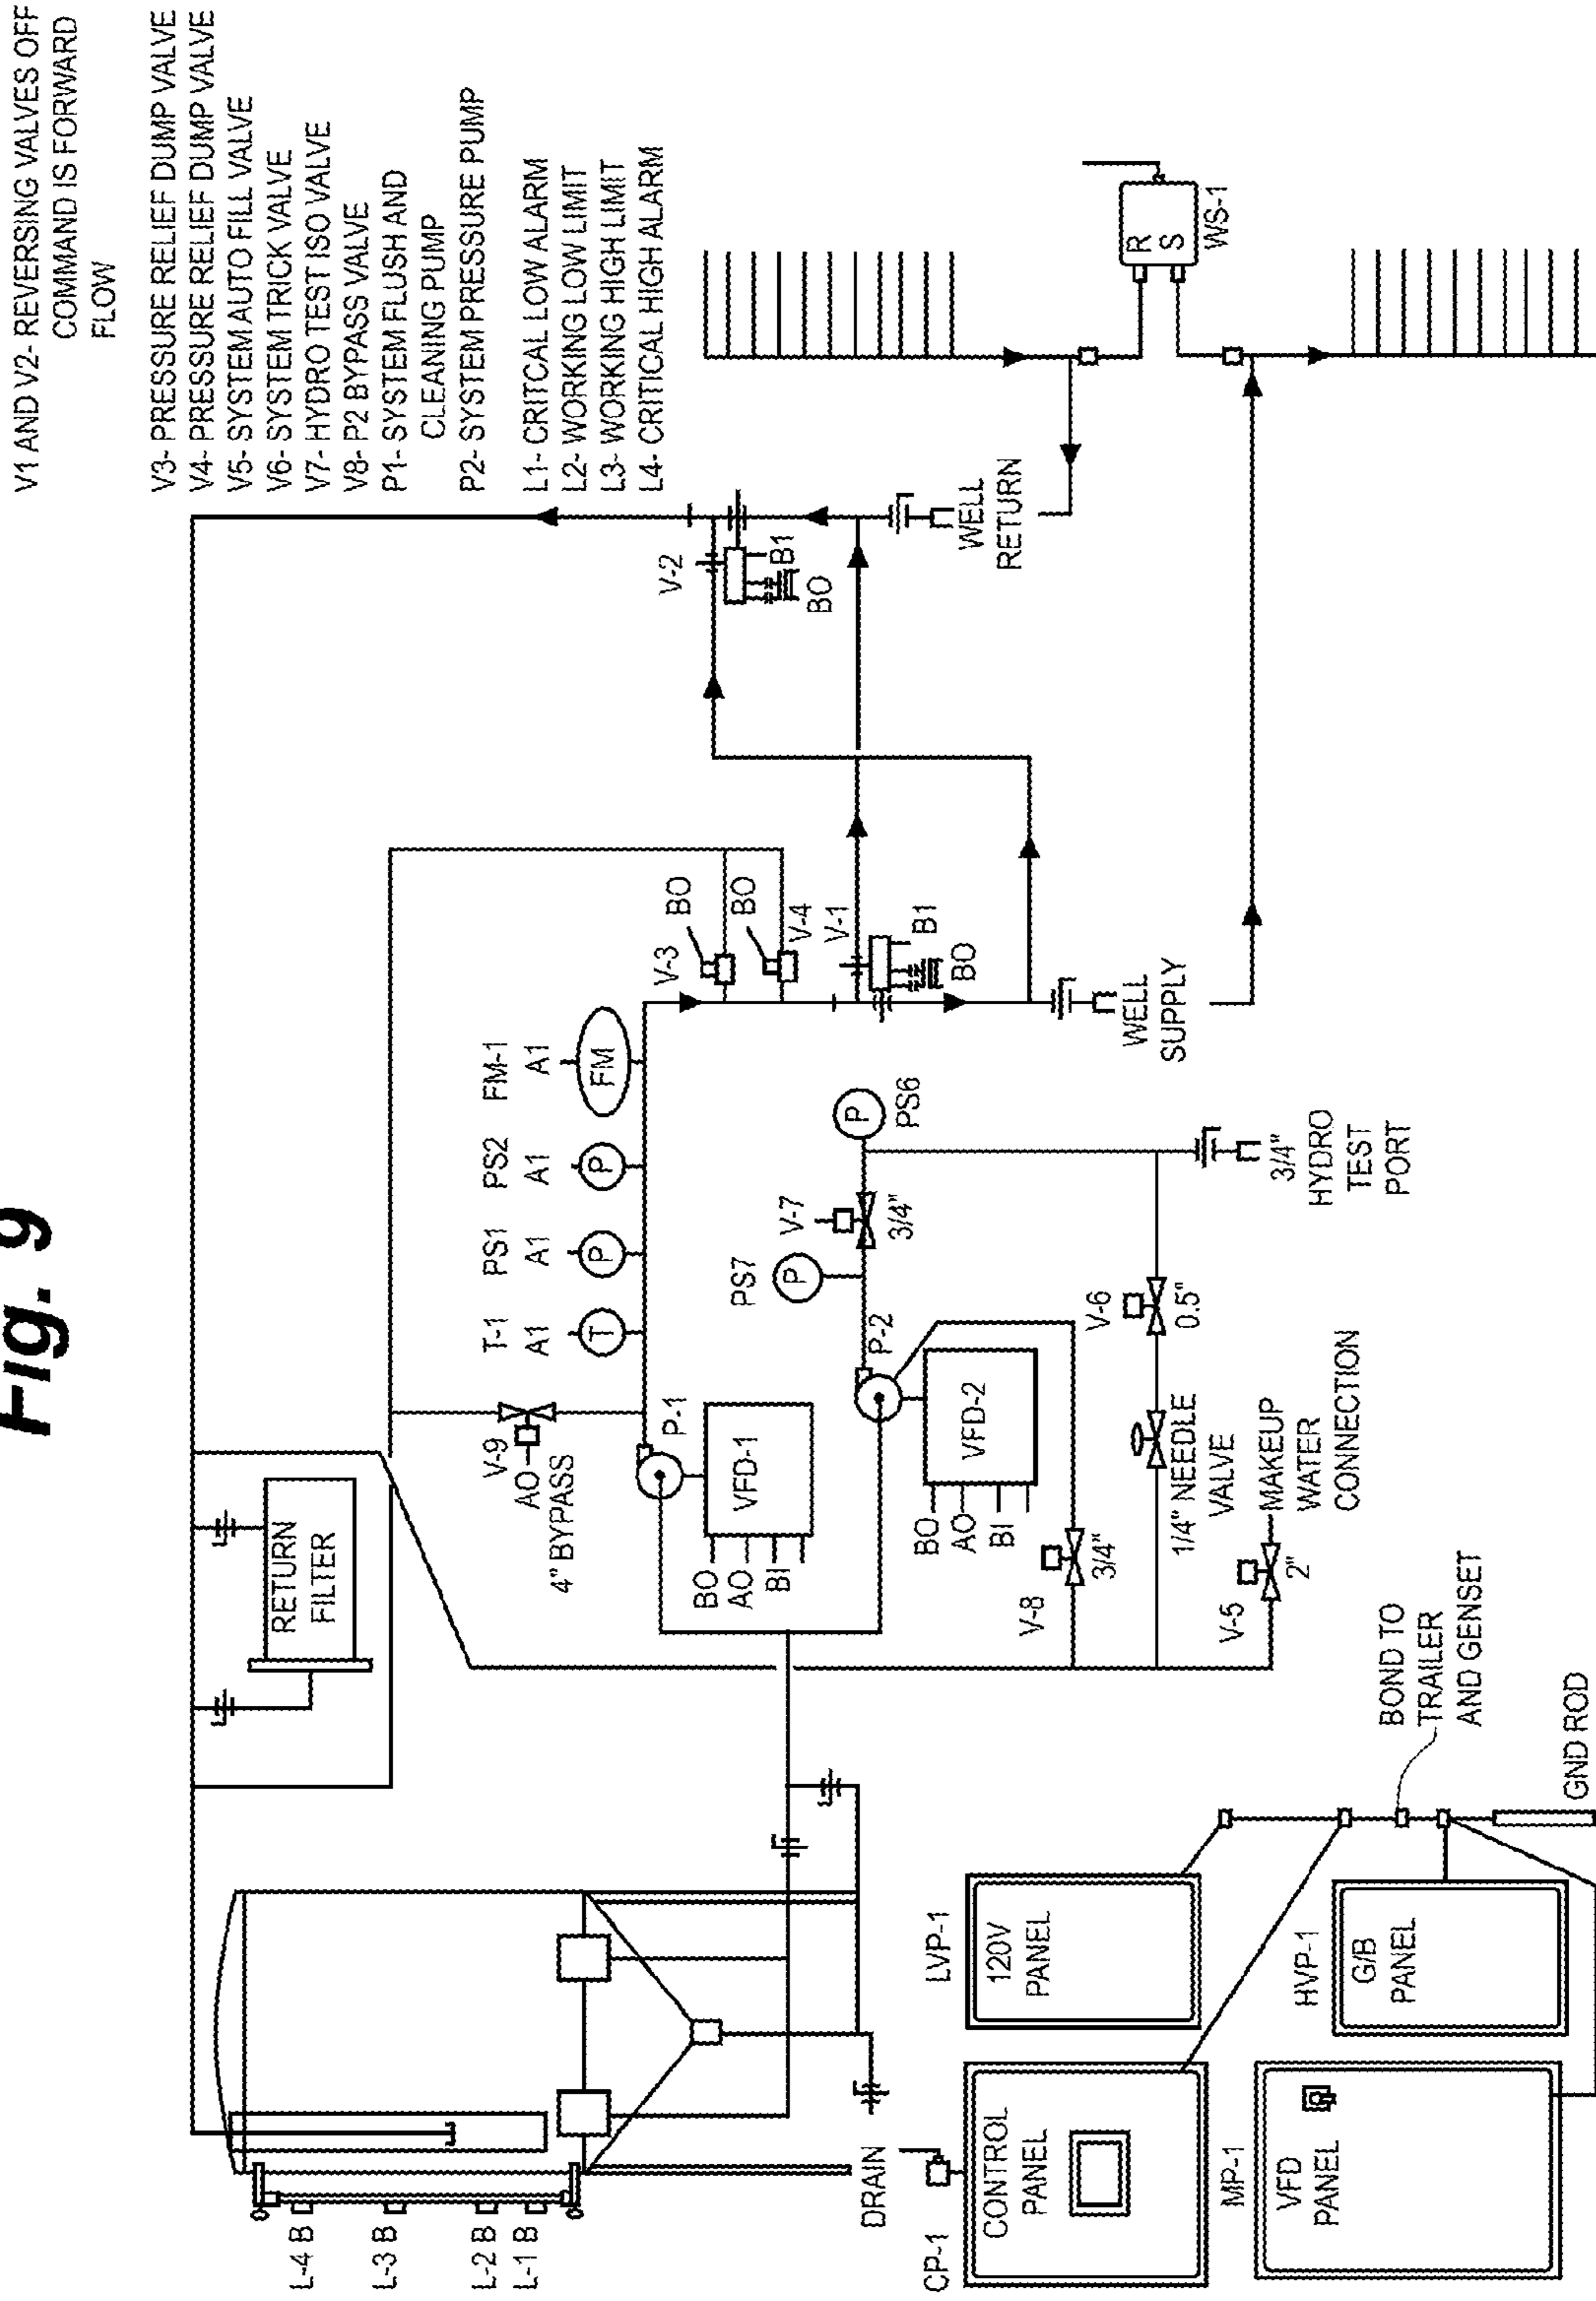 Fig. 9
V1 AND V2- REVERSING VALVES OFF
COMMAND IS FORWARD
FLOW
V3- PRESSURE RELIEF DUMP VALVE
V4- PRESSURE RELIEF DUMP VALVE
V5- SYSTEM AUTO FILL VALVE
V6- SYSTEM TRICK VALVE
V7- HYDRO TEST ISO VALVE
V8- P2 BYPASS VALVE
P1- SYSTEM FLUSH AND
CLEANING PUMP
P2- SYSTEM PRESSURE PUMP
L1- CRITCAL LOW ALARM
L2- WORKING LOW LIMIT
L3- WORKING HIGH LIMIT
L4- CRITICAL HIGH ALARM
L-4 B
L-3 B
L-2 B
L-1 B
RETURN
FILTER
V-9
AO
4" BYPASS
T-1
A1
T
PS1
A1
P
PS2
A1
P
FM-1
A1
FM
P-1
VFD-1
BO
AO
BI
V-3
BO
BO
V-4
V-1
B1
BO
V-2
B1
BO
WELL
RETURN
WELL
SUPPLY
R
S
WS-1
PS7
P
V-7
3/4"
P
PS6
P-2
VFD-2
BO
AO
BI
V-8
3/4"
V-6
0.5"
1/4" NEEDLE
VALVE
3/4"
HYDRO
TEST
PORT
V-5
2"
MAKEUP
WATER
CONNECTION
DRAIN
CP-1
CONTROL
PANEL
LVP-1
120V
PANEL
MP-1
VFD
PANEL
HVP-1
G/B
PANEL
BOND TO
TRAILER
AND GENSET
GND ROD